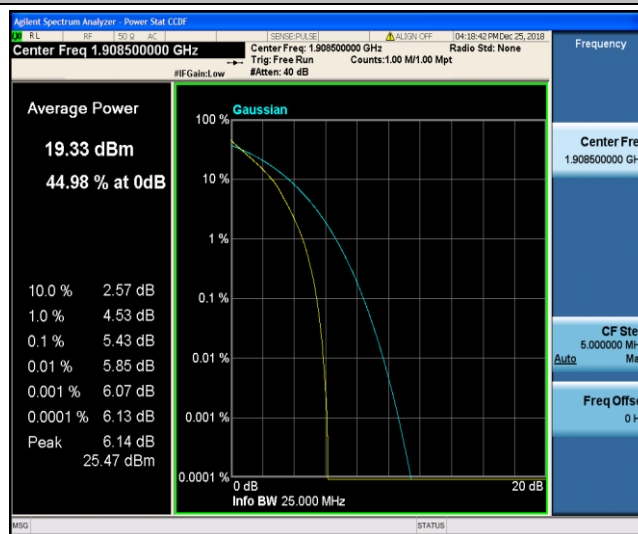 Agilent Spectrum Analyzer - Power Stat CCDF
RL RF 50 Ω AC SENSE:PULSE ALIGN OFF 04:18:42 PM Dec 25, 2018
Center Freq 1.908500000 GHz
Center Freq: 1.908500000 GHz Radio Std: None
Trig: Free Run Counts:1.00 M/1.00 Mpt
#IFGain:Low #Atten: 40 dB
Frequency
Average Power
19.33 dBm
44.98 % at 0dB
10.0 % 2.57 dB
1.0 % 4.53 dB
0.1 % 5.43 dB
0.01 % 5.85 dB
0.001 % 6.07 dB
0.0001 % 6.13 dB
Peak 6.14 dB
25.47 dBm
Gaussian
100 %
10 %
1 %
0.1 %
0.01 %
0.001 %
0.0001 %
0 dB 20 dB
Info BW 25.000 MHz
Center Fre
1.908500000 GH
CF Ste
5.000000 MH
Auto Ma
Freq Offs
0 H
MSG STATUS